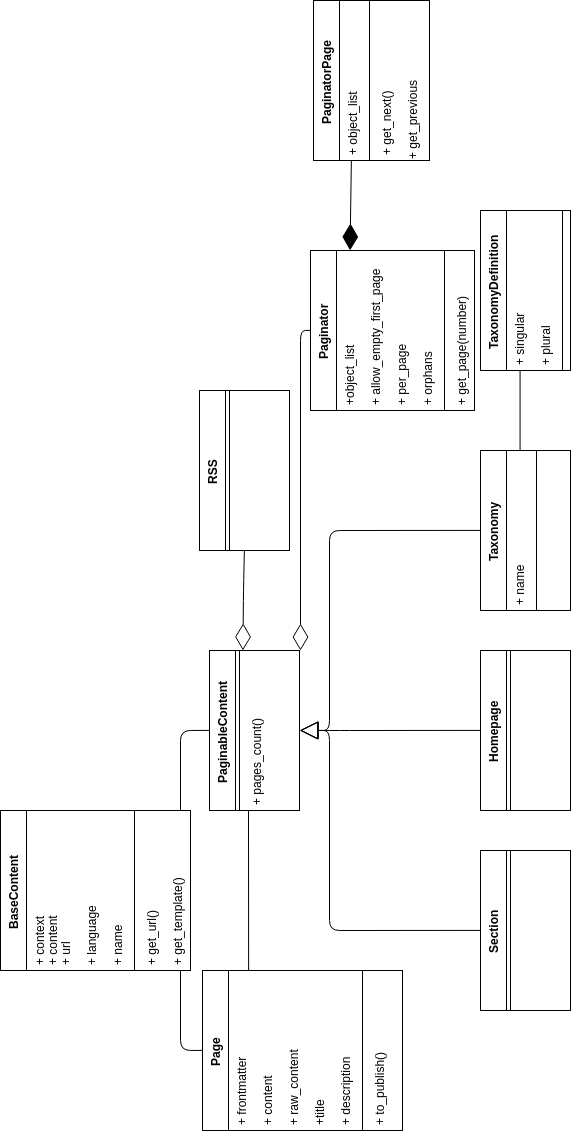 BaseContent
+ context
+ content
+ url
+ language
+ name
+ get_url()
+ get_template()
Page
+ frontmatter
+ content
+ raw_content
+title
+ description
+ to_publish()
PaginableContent
+ pages_count()
RSS
Paginator
+object_list
+ allow_empty_first_page
+ per_page
+ orphans
+ get_page(number)
PaginatorPage
+ object_list
+ get_next()
+ get_previous
Section
Homepage
Taxonomy
+ name
TaxonomyDefinition
+ singular
+ plural